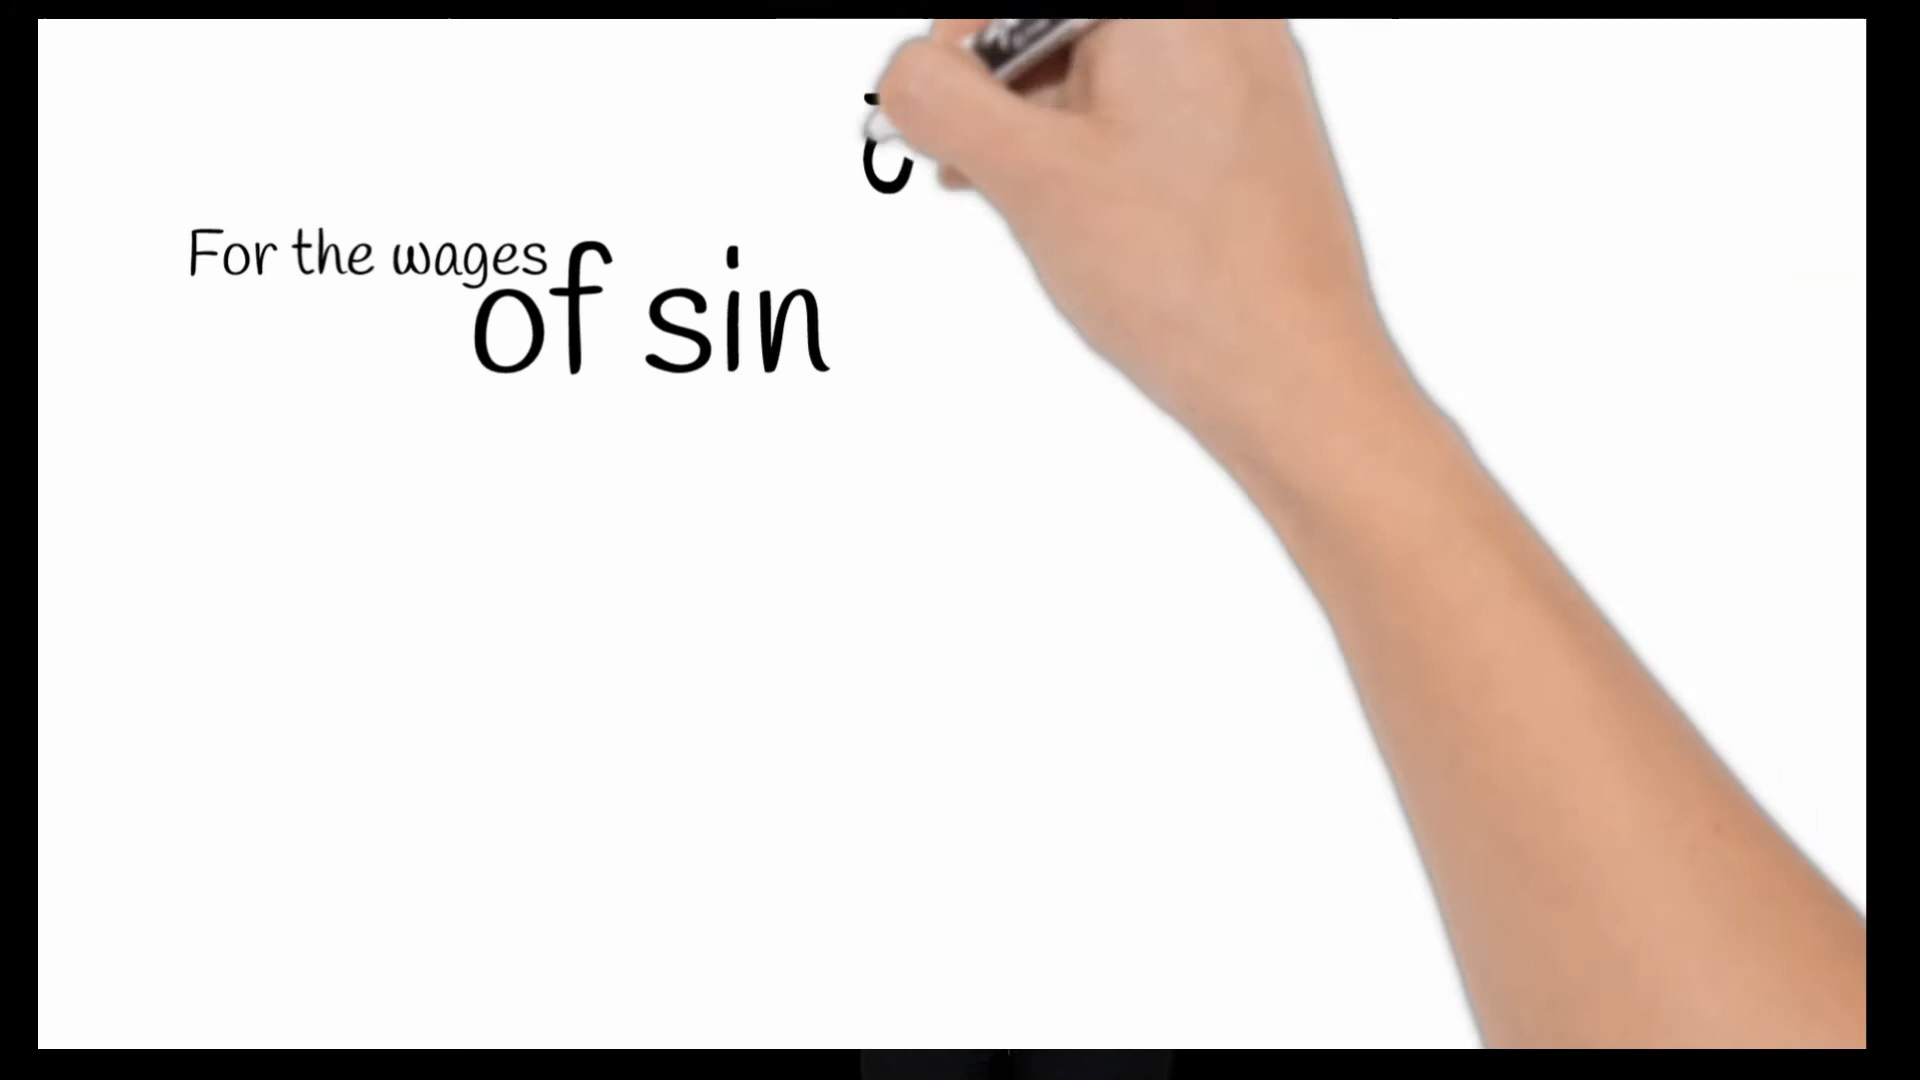 For the wages
of sin